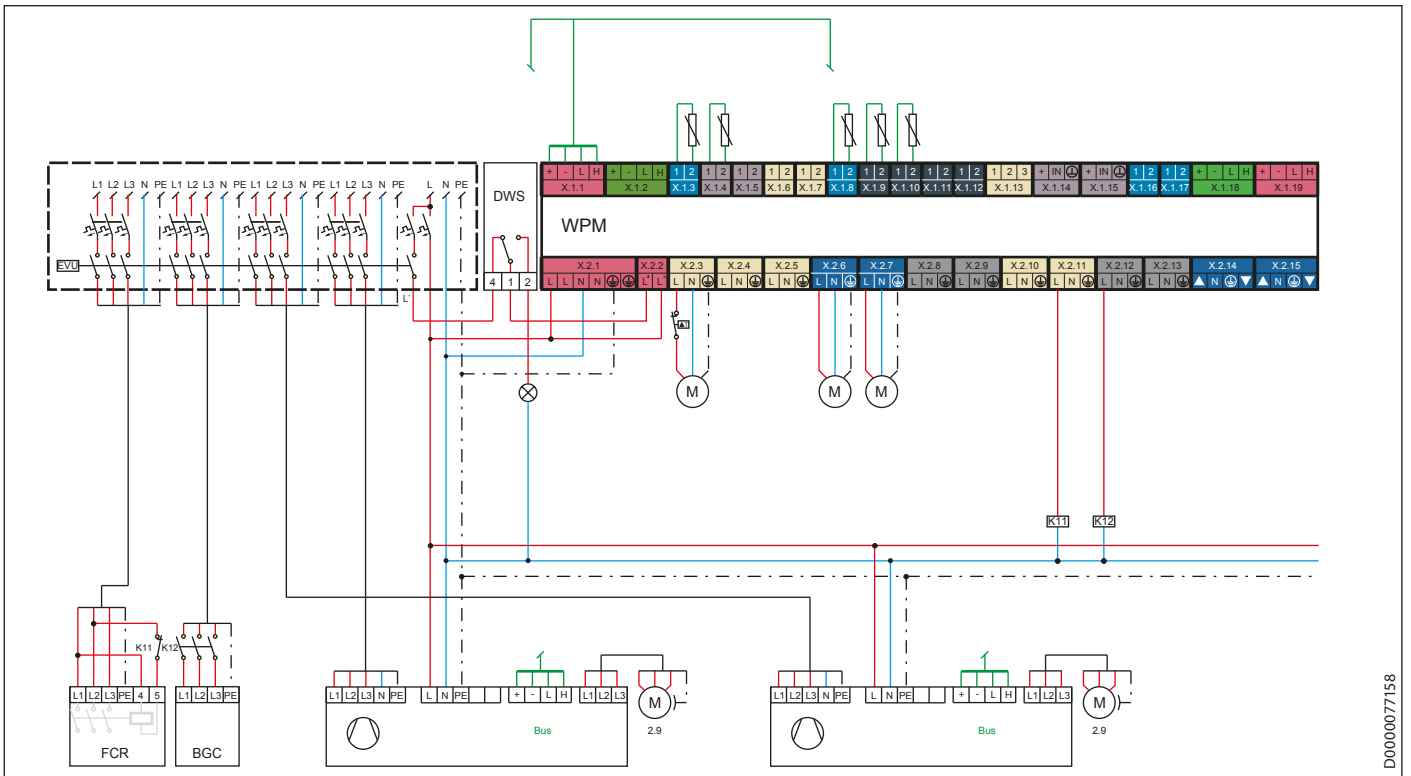 L1 L2 L3 N PE L1 L2 L3 N PE L1 L2 L3 N PE L1 L2 L3 N PE L N PE
EVU
L'
DWS
4 1 2
+ - L H + - L H 1 2 1 2 1 2 1 2 1 2 1 2 1 2 1 2 1 2 1 2 1 2 3 + IN + IN 1 2 1 2 + - L H + - L H
X.1.1 X.1.2 X.1.3 X.1.4 X.1.5 X.1.6 X.1.7 X.1.8 X.1.9 X.1.10 X.1.11 X.1.12 X.1.13 X.1.14 X.1.15 X.1.16 X.1.17 X.1.18 X.1.19
WPM
X.2.1 X.2.2 X.2.3 X.2.4 X.2.5 X.2.6 X.2.7 X.2.8 X.2.9 X.2.10 X.2.11 X.2.12 X.2.13 X.2.14 X.2.15
L L N N L' L' L N L N L N L N L N L N L N L N L N L N L N N N
M M M
K11 K12
K11 K12
L1 L2 L3 PE 4 5
FCR
L1 L2 L3 PE
BGC
L1 L2 L3 N PE L N PE + - L H L1 L2 L3
Bus
M
2.9
L1 L2 L3 N PE L N PE + - L H L1 L2 L3
Bus
M
2.9
D0000077158